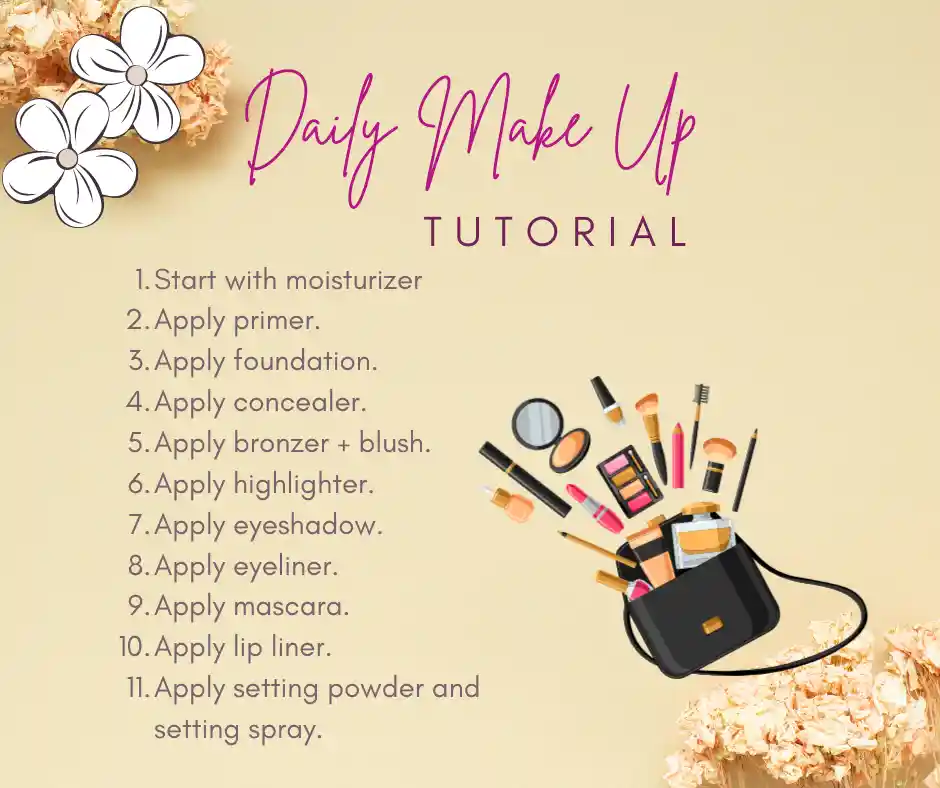 Daily Make Up
TUTORIAL
1. Start with moisturizer
2. Apply primer.
3. Apply foundation.
4. Apply concealer.
5. Apply bronzer + blush.
6. Apply highlighter.
7. Apply eyeshadow.
8. Apply eyeliner.
9. Apply mascara.
10. Apply lip liner.
11. Apply setting powder and
setting spray.